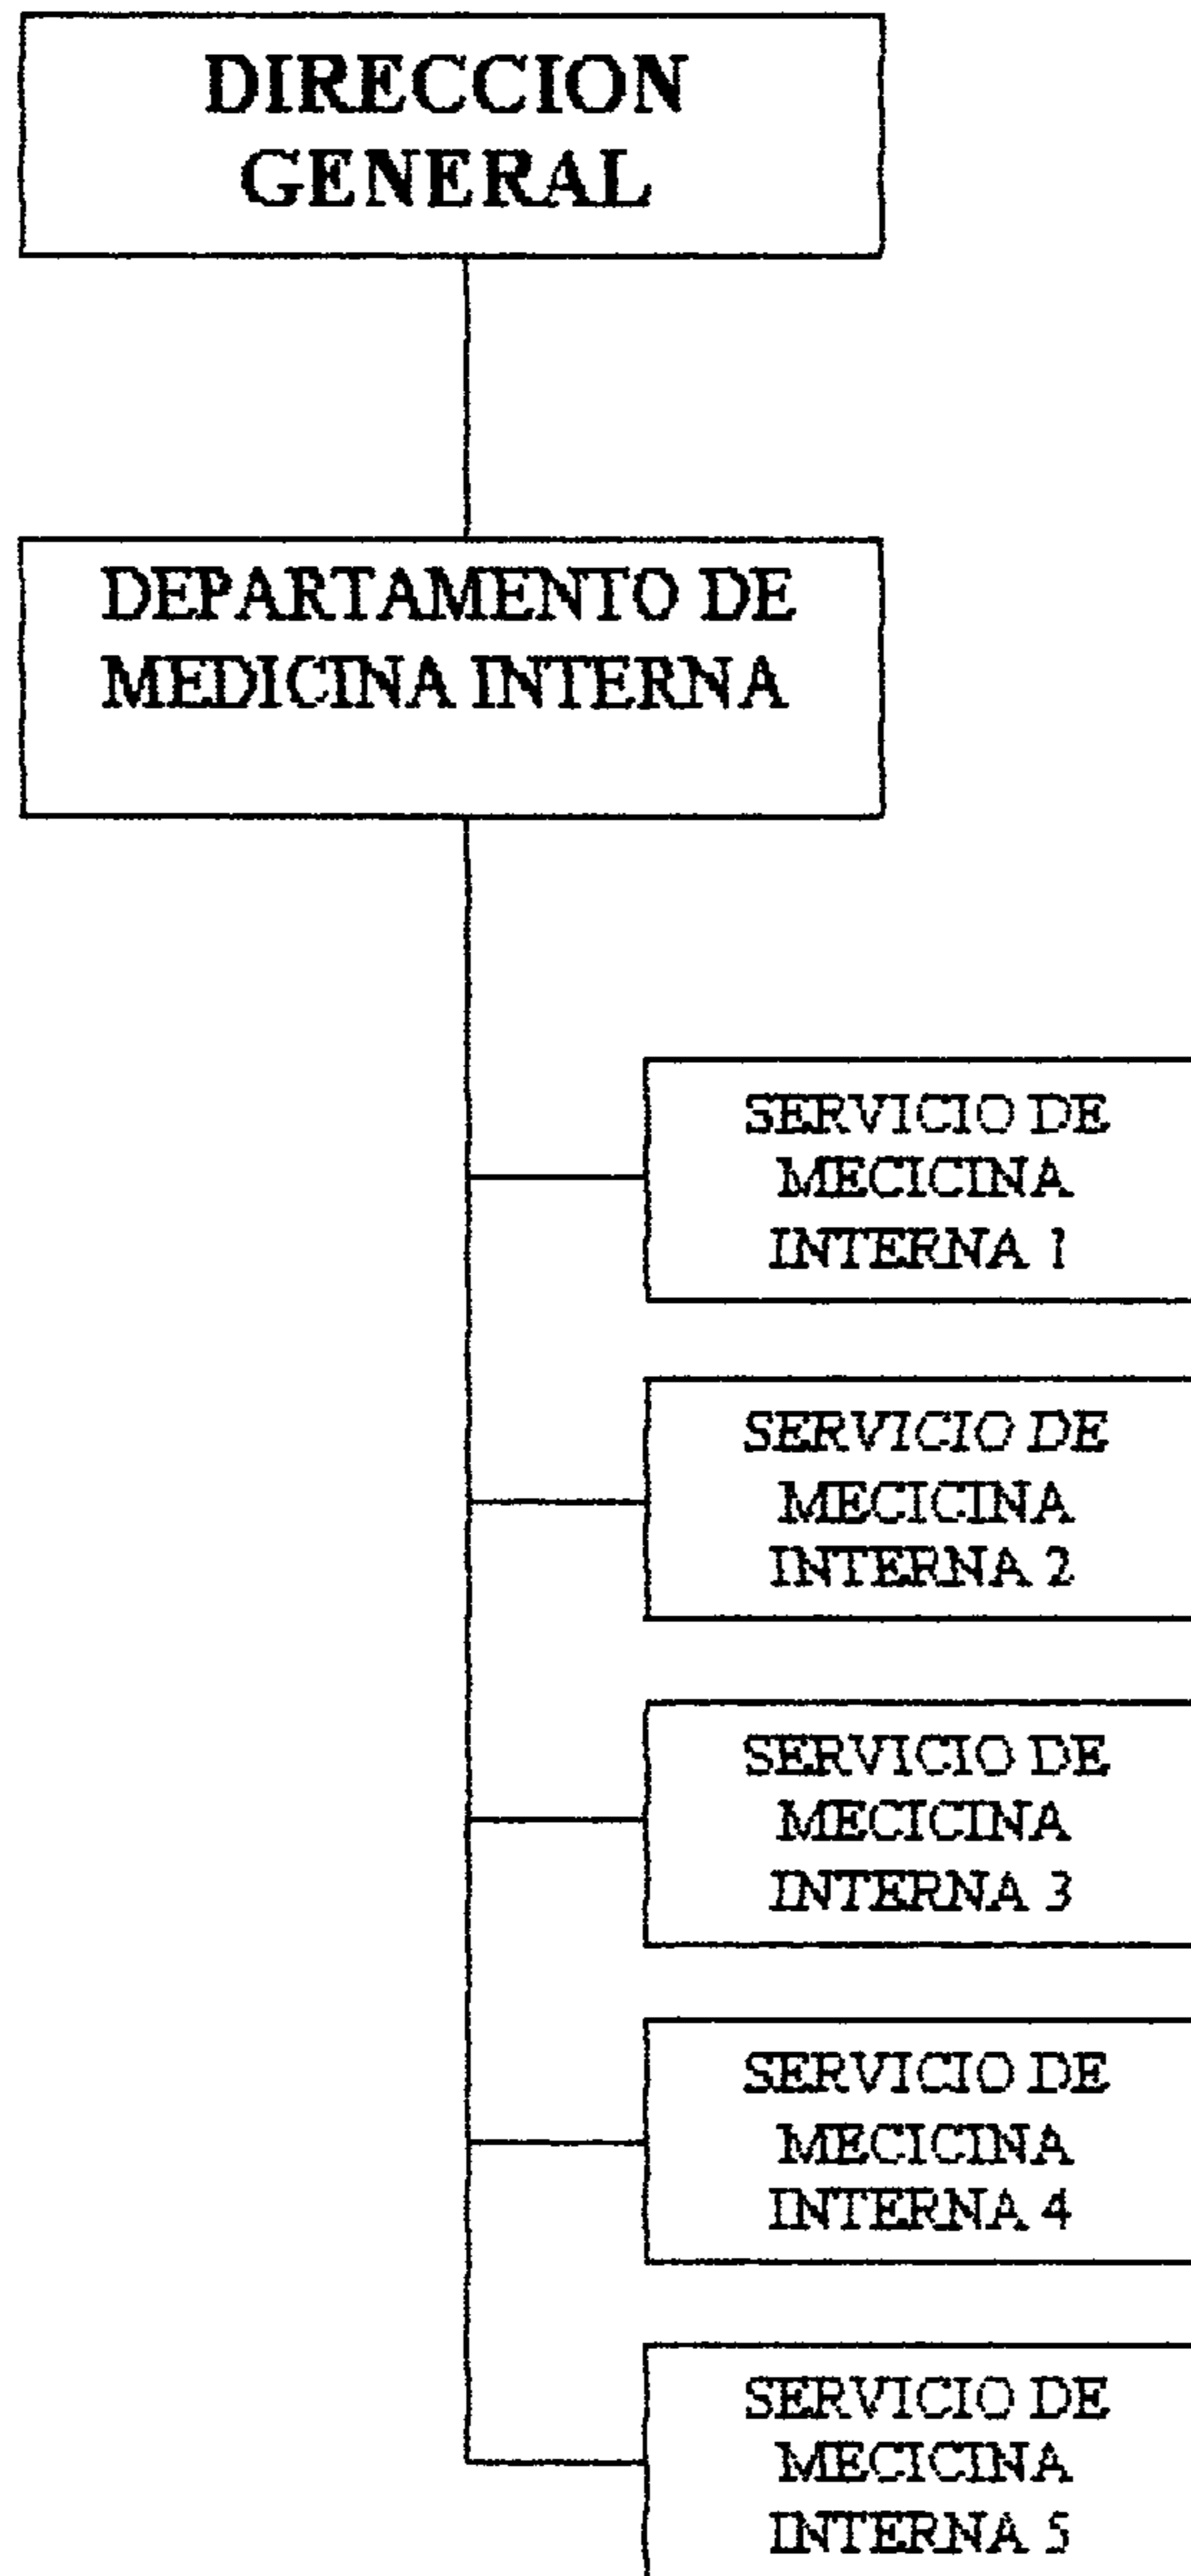 DIRECCION
GENERAL
DEPARTAMENTO DE
MEDICINA INTERNA
SERVICIO DE
MECICINA
INTERNA 1
SERVICIO DE
MECICINA
INTERNA 2
SERVICIO DE
MECICINA
INTERNA 3
SERVICIO DE
MECICINA
INTERNA 4
SERVICIO DE
MECICINA
INTERNA 5